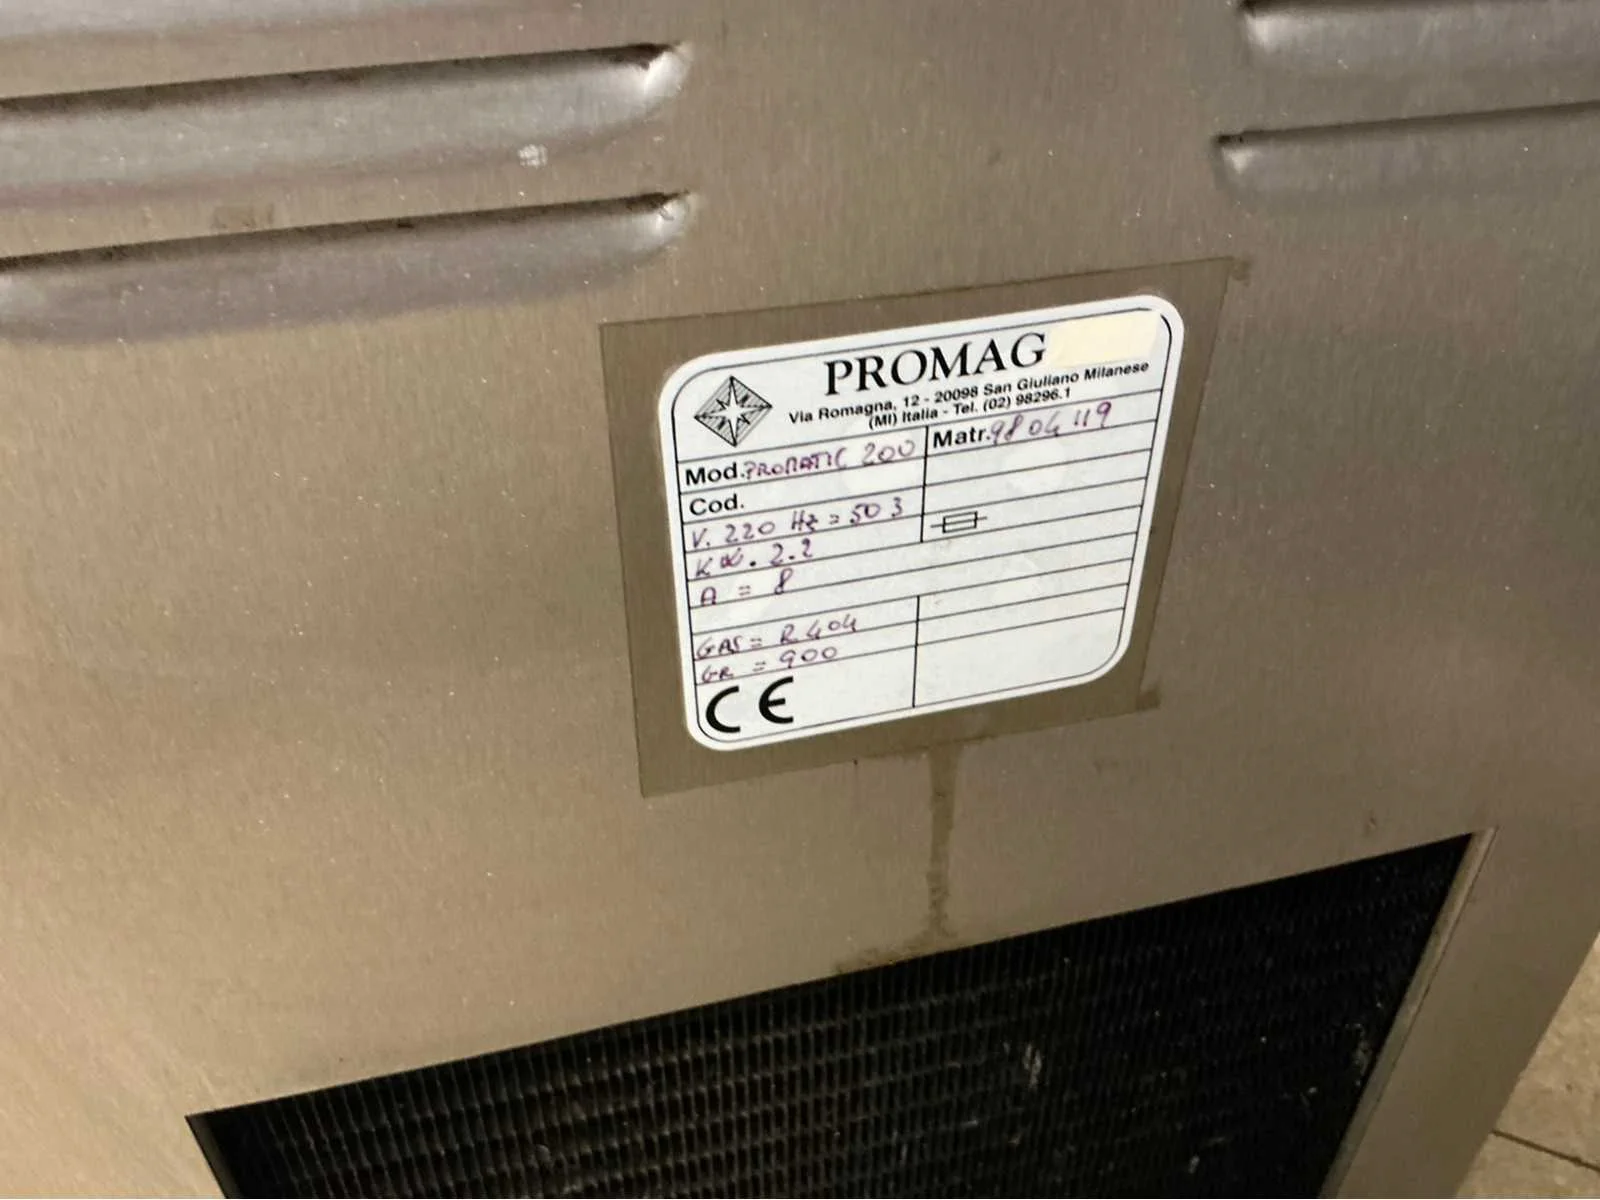 PROMAG
Via Romagna, 12 - 20098 San Giuliano Milanese
(MI) Italia - Tel. (02) 98296.1
Mod. PROMATIC 200 Matr. 9804119
Cod.
V. 220 Hz = 50 3
KW. 2.2
A = 8
GAS = R404
GR = 900
CE